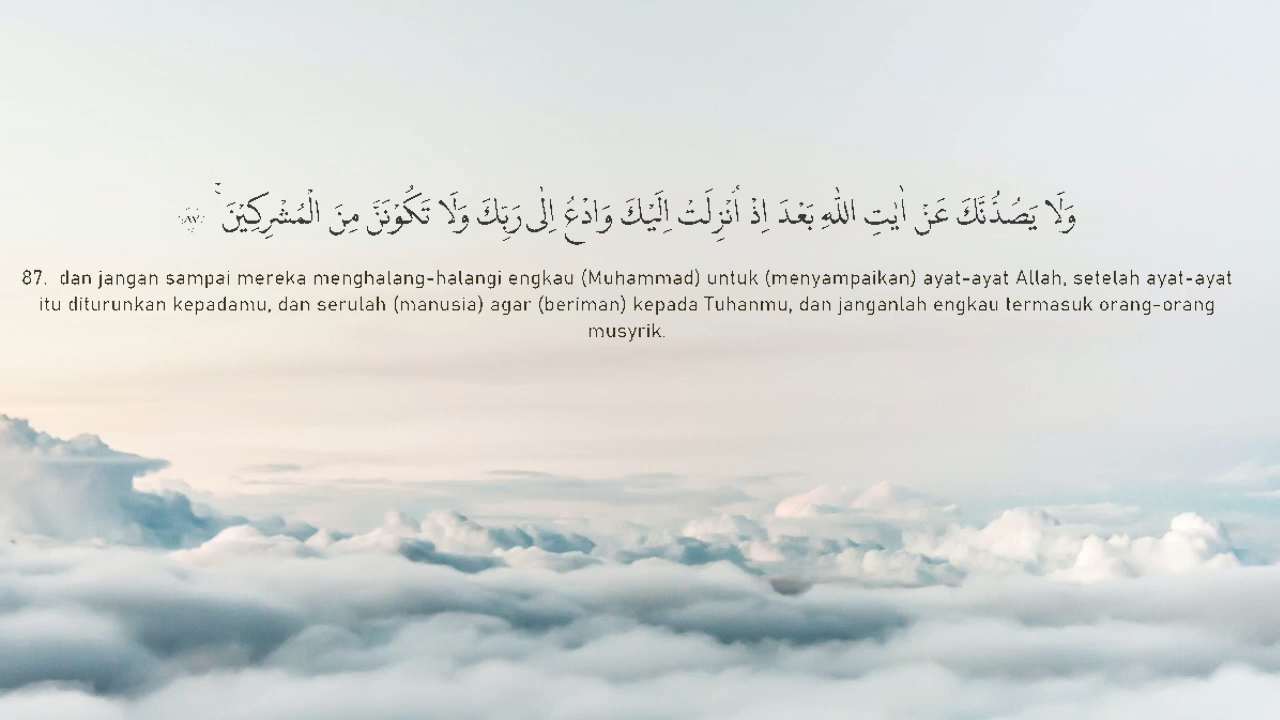 وَلَا يَصُدُّنَّكَ عَنْ اٰيٰتِ اللّٰهِ بَعْدَ اِذْ اُنْزِلَتْ اِلَيْكَ وَادْعُ اِلٰى رَبِّكَ وَلَا تَكُوْنَنَّ مِنَ الْمُشْرِكِيْنَ ۚ ٨٧
87. dan jangan sampai mereka menghalang-halangi engkau (Muhammad) untuk (menyampaikan) ayat-ayat Allah, setelah ayat-ayat
itu diturunkan kepadamu, dan serulah (manusia) agar (beriman) kepada Tuhanmu, dan janganlah engkau termasuk orang-orang
musyrik.